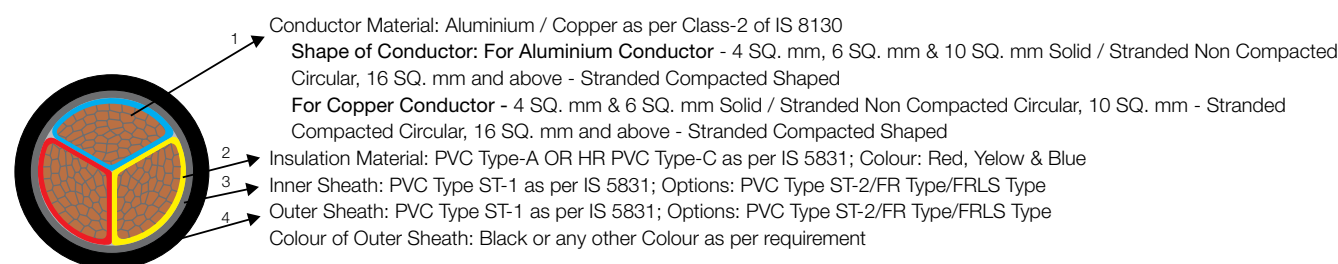 Conductor Material: Aluminium / Copper as per Class-2 of IS 8130
1
Shape of Conductor: For Aluminium Conductor - 4 SQ. mm, 6 SQ. mm & 10 SQ. mm Solid / Stranded Non Compacted
Circular, 16 SQ. mm and above - Stranded Compacted Shaped
For Copper Conductor - 4 SQ. mm & 6 SQ. mm Solid / Stranded Non Compacted Circular, 10 SQ. mm - Stranded
Compacted Circular, 16 SQ. mm and above - Stranded Compacted Shaped
2 Insulation Material: PVC Type-A OR HR PVC Type-C as per IS 5831; Colour: Red, Yelow & Blue
3 Inner Sheath: PVC Type ST-1 as per IS 5831; Options: PVC Type ST-2/FR Type/FRLS Type
4 Outer Sheath: PVC Type ST-1 as per IS 5831; Options: PVC Type ST-2/FR Type/FRLS Type
Colour of Outer Sheath: Black or any other Colour as per requirement